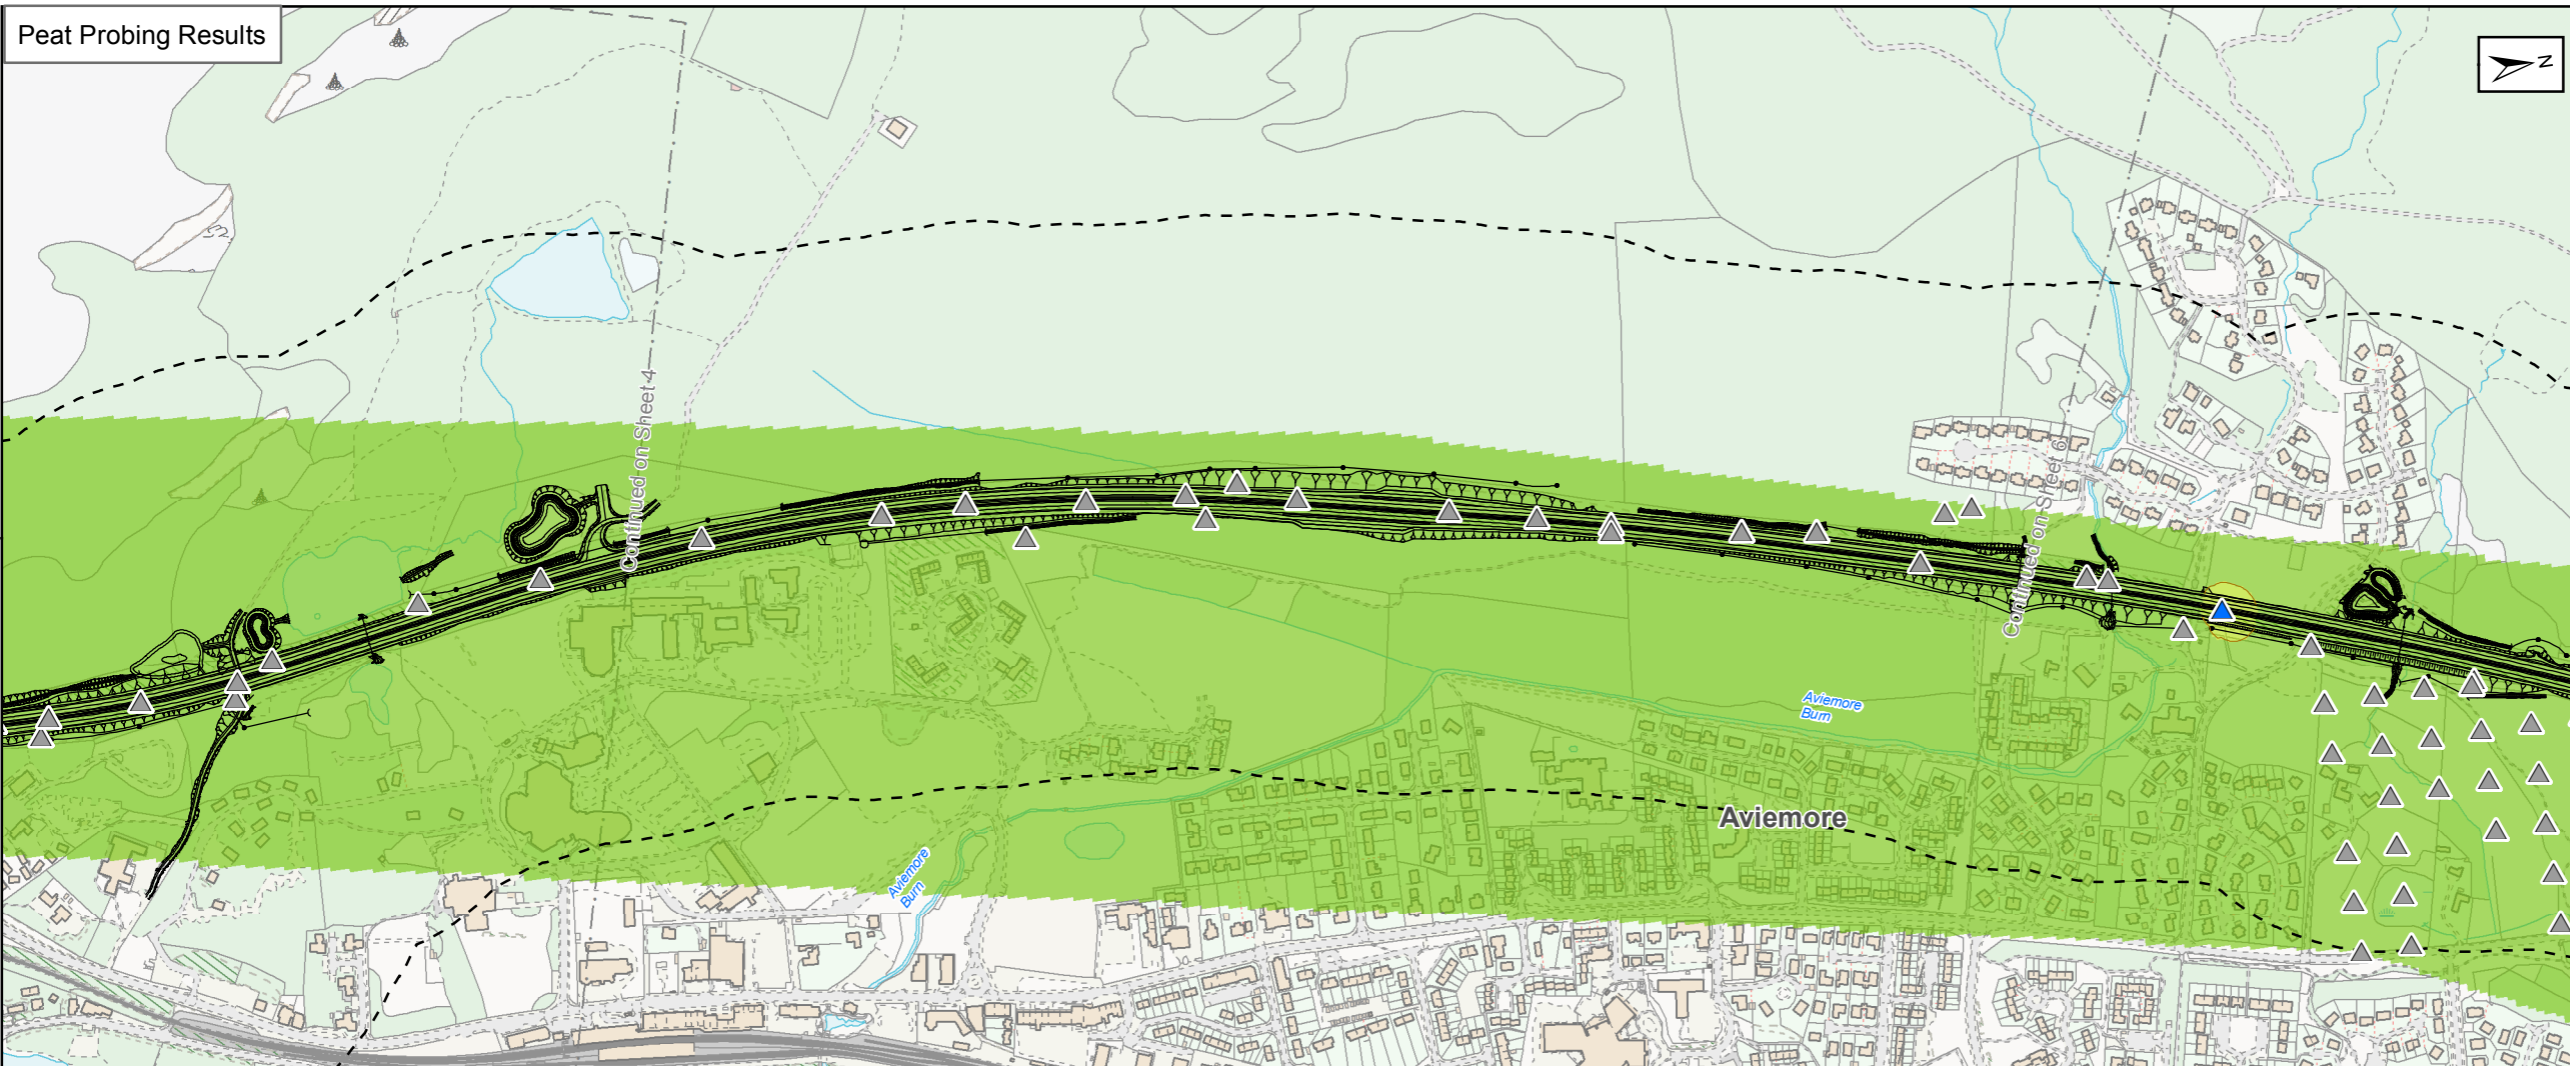 Peat Probing Results
N
Continued on Sheet 4
Continued on Sheet 6
Aviemore
Burn
Aviemore
Aviemore
Burn